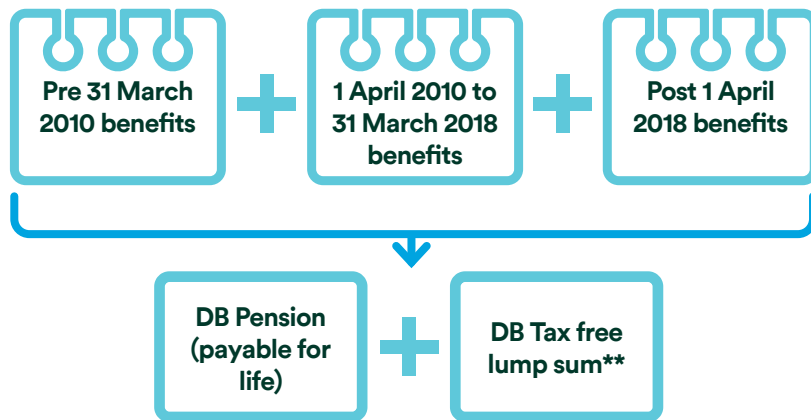 Pre 31 March
2010 benefits
1 April 2010 to
31 March 2018
benefits
Post 1 April
2018 benefits
DB Pension
(payable for
life)
DB Tax free
lump sum**